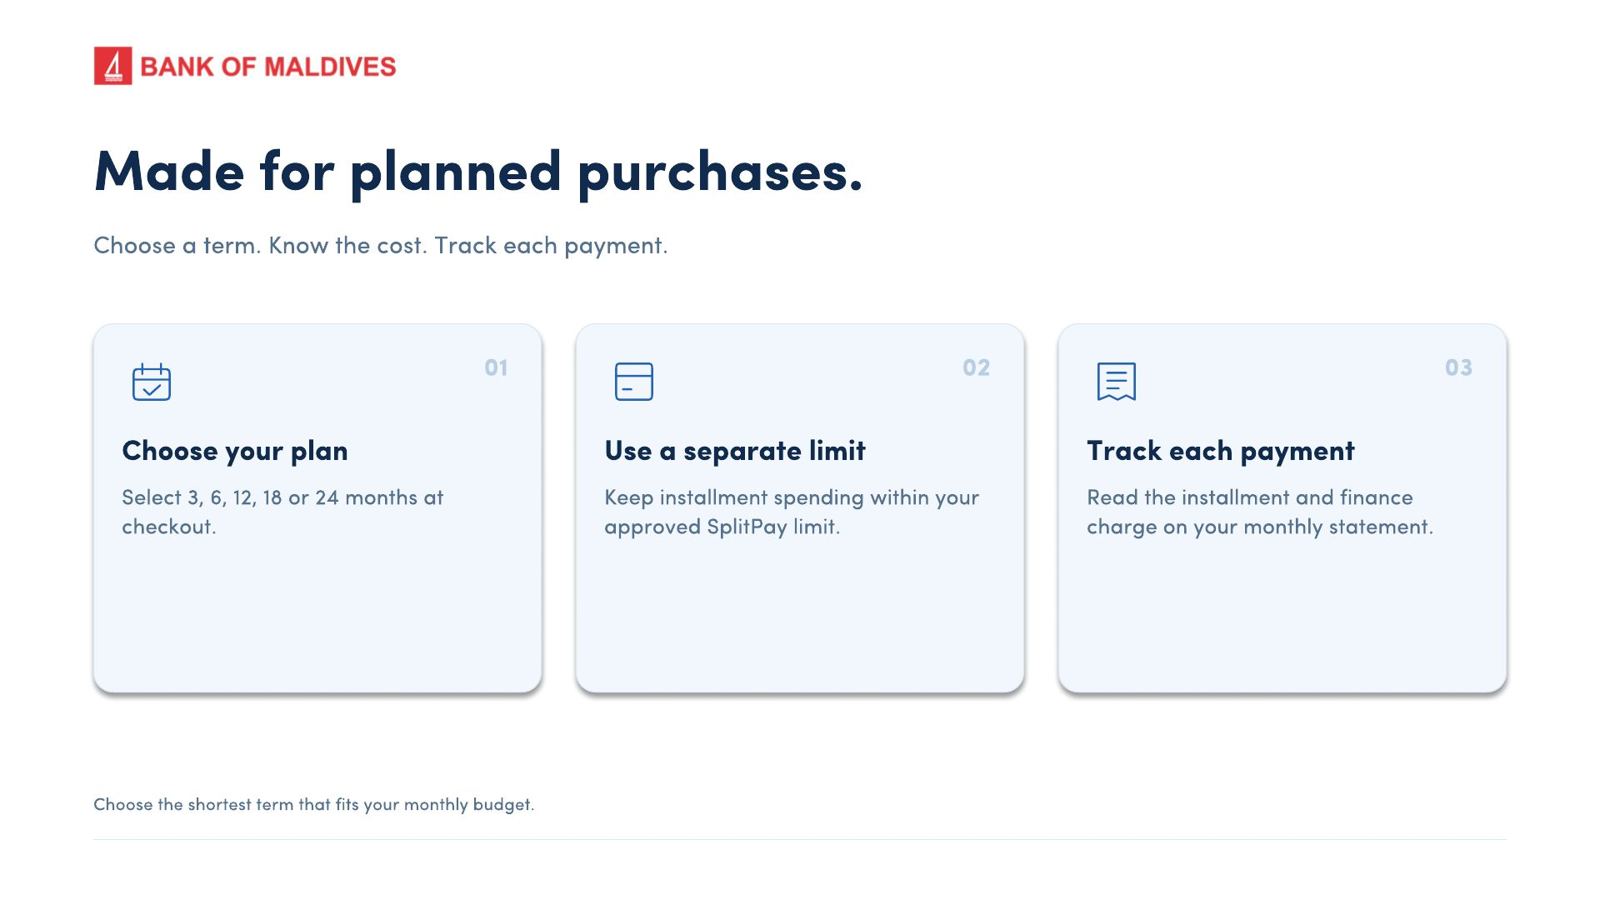 BANK OF MALDIVES
Made for planned purchases.
Choose a term. Know the cost. Track each payment.
01
Choose your plan
Select 3, 6, 12, 18 or 24 months at
checkout.
02
Use a separate limit
Keep installment spending within your
approved SplitPay limit.
03
Track each payment
Read the installment and finance
charge on your monthly statement.
Choose the shortest term that fits your monthly budget.